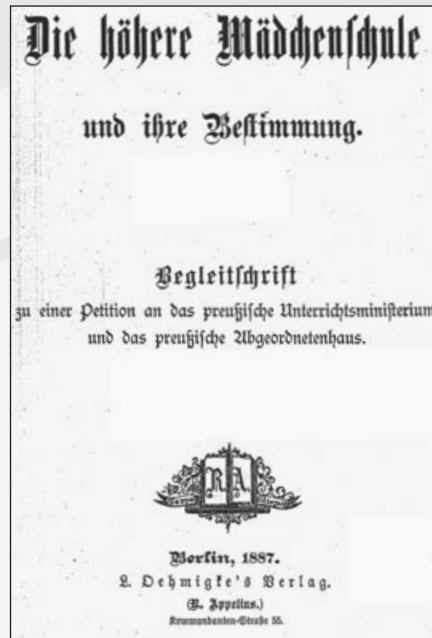 Die höhere Mädchenſchule
und ihre Beſtimmung.
Begleitſchrift
zu einer Petition an das preußiſche Unterrichtsminiſterium
und das preußiſche Abgeordnetenhaus.
R. A.
Berlin, 1887.
L. Oehmigke's Verlag.
(R. Appelius.)
Kommandanten-Straße 55.